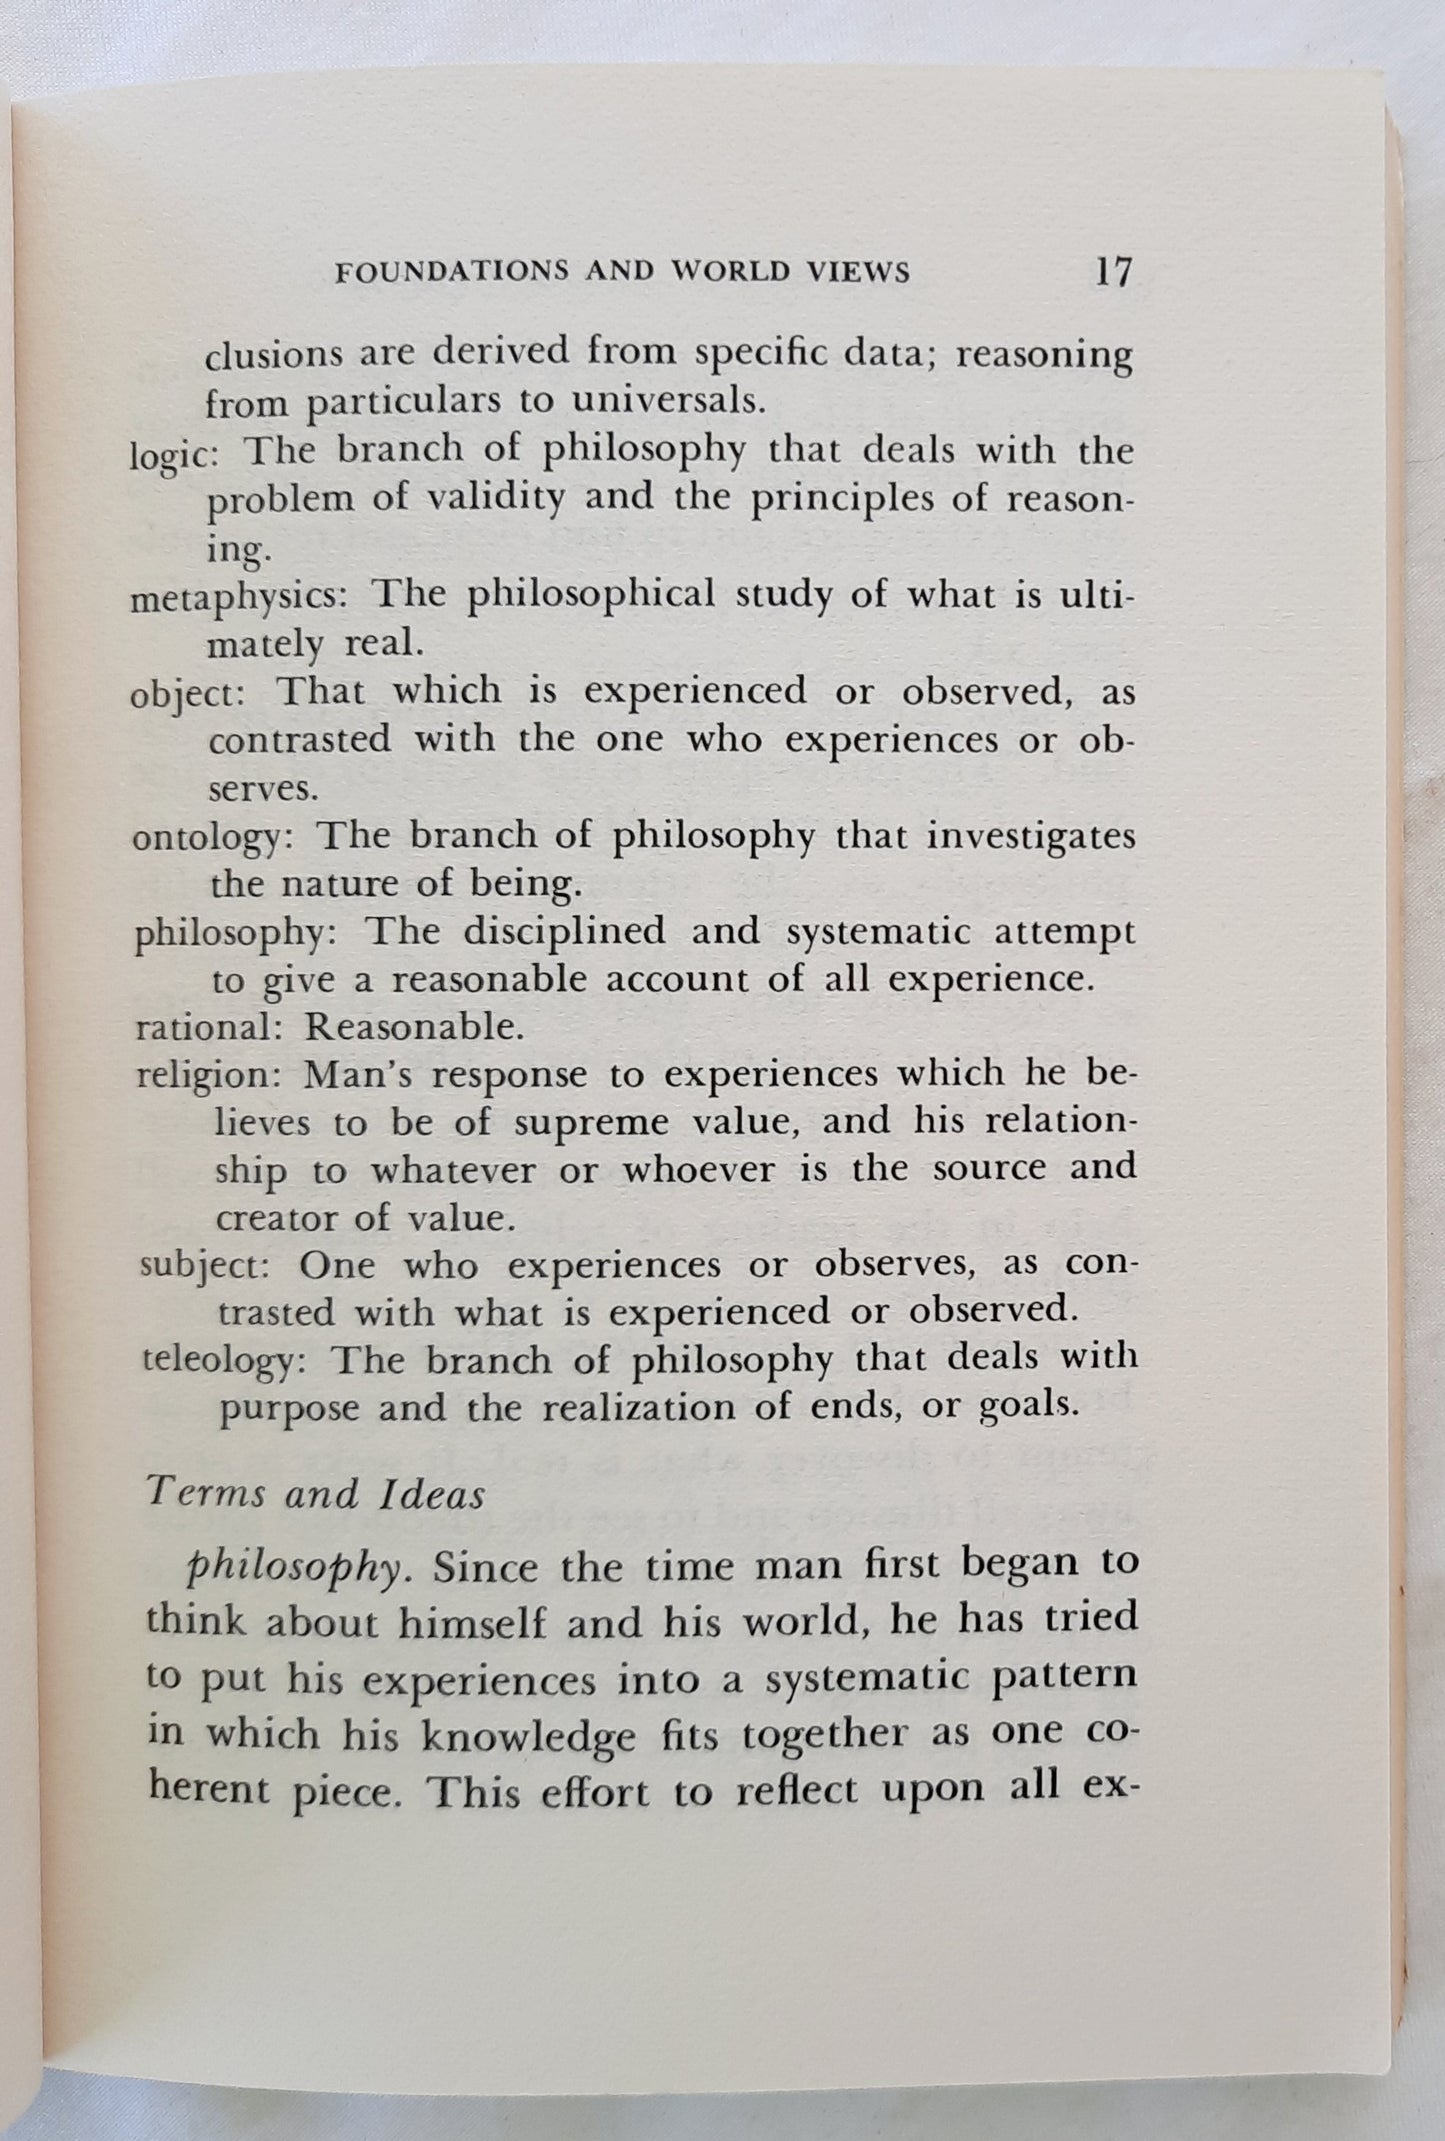 FOUNDATIONS AND WORLD VIEWS 17
clusions are derived from specific data; reasoning
from particulars to universals.
logic: The branch of philosophy that deals with the
problem of validity and the principles of reason-
ing.
metaphysics: The philosophical study of what is ulti-
mately real.
object: That which is experienced or observed, as
contrasted with the one who experiences or ob-
serves.
ontology: The branch of philosophy that investigates
the nature of being.
philosophy: The disciplined and systematic attempt
to give a reasonable account of all experience.
rational: Reasonable.
religion: Man's response to experiences which he be-
lieves to be of supreme value, and his relation-
ship to whatever or whoever is the source and
creator of value.
subject: One who experiences or observes, as con-
trasted with what is experienced or observed.
teleology: The branch of philosophy that deals with
purpose and the realization of ends, or goals.
Terms and Ideas
philosophy. Since the time man first began to
think about himself and his world, he has tried
to put his experiences into a systematic pattern
in which his knowledge fits together as one co-
herent piece. This effort to reflect upon all ex-